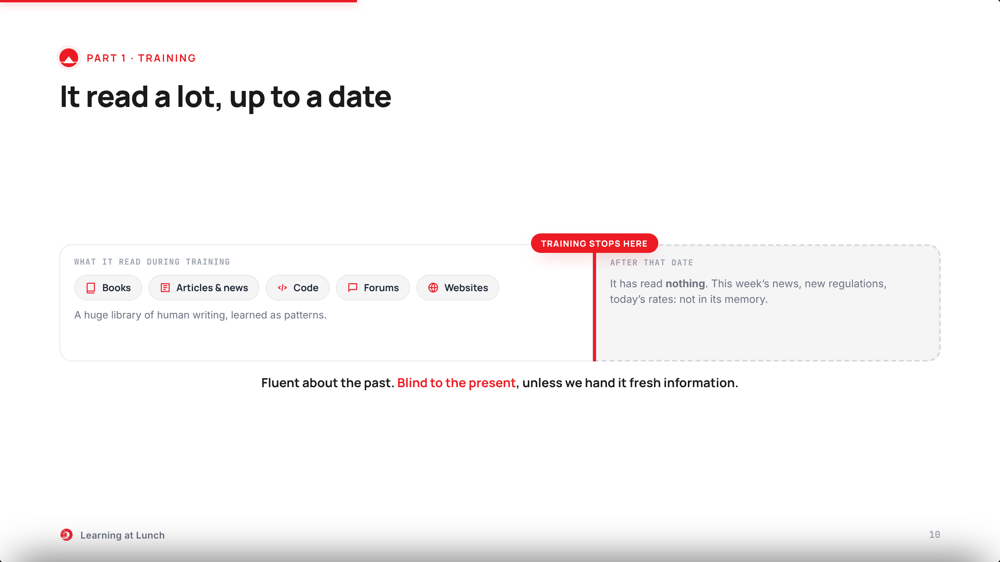 PART 1 · TRAINING
It read a lot, up to a date
TRAINING STOPS HERE
WHAT IT READ DURING TRAINING
Books
Articles & news
Code
Forums
Websites
A huge library of human writing, learned as patterns.
AFTER THAT DATE
It has read nothing. This week’s news, new regulations,
today’s rates: not in its memory.
Fluent about the past. Blind to the present, unless we hand it fresh information.
Learning at Lunch
10